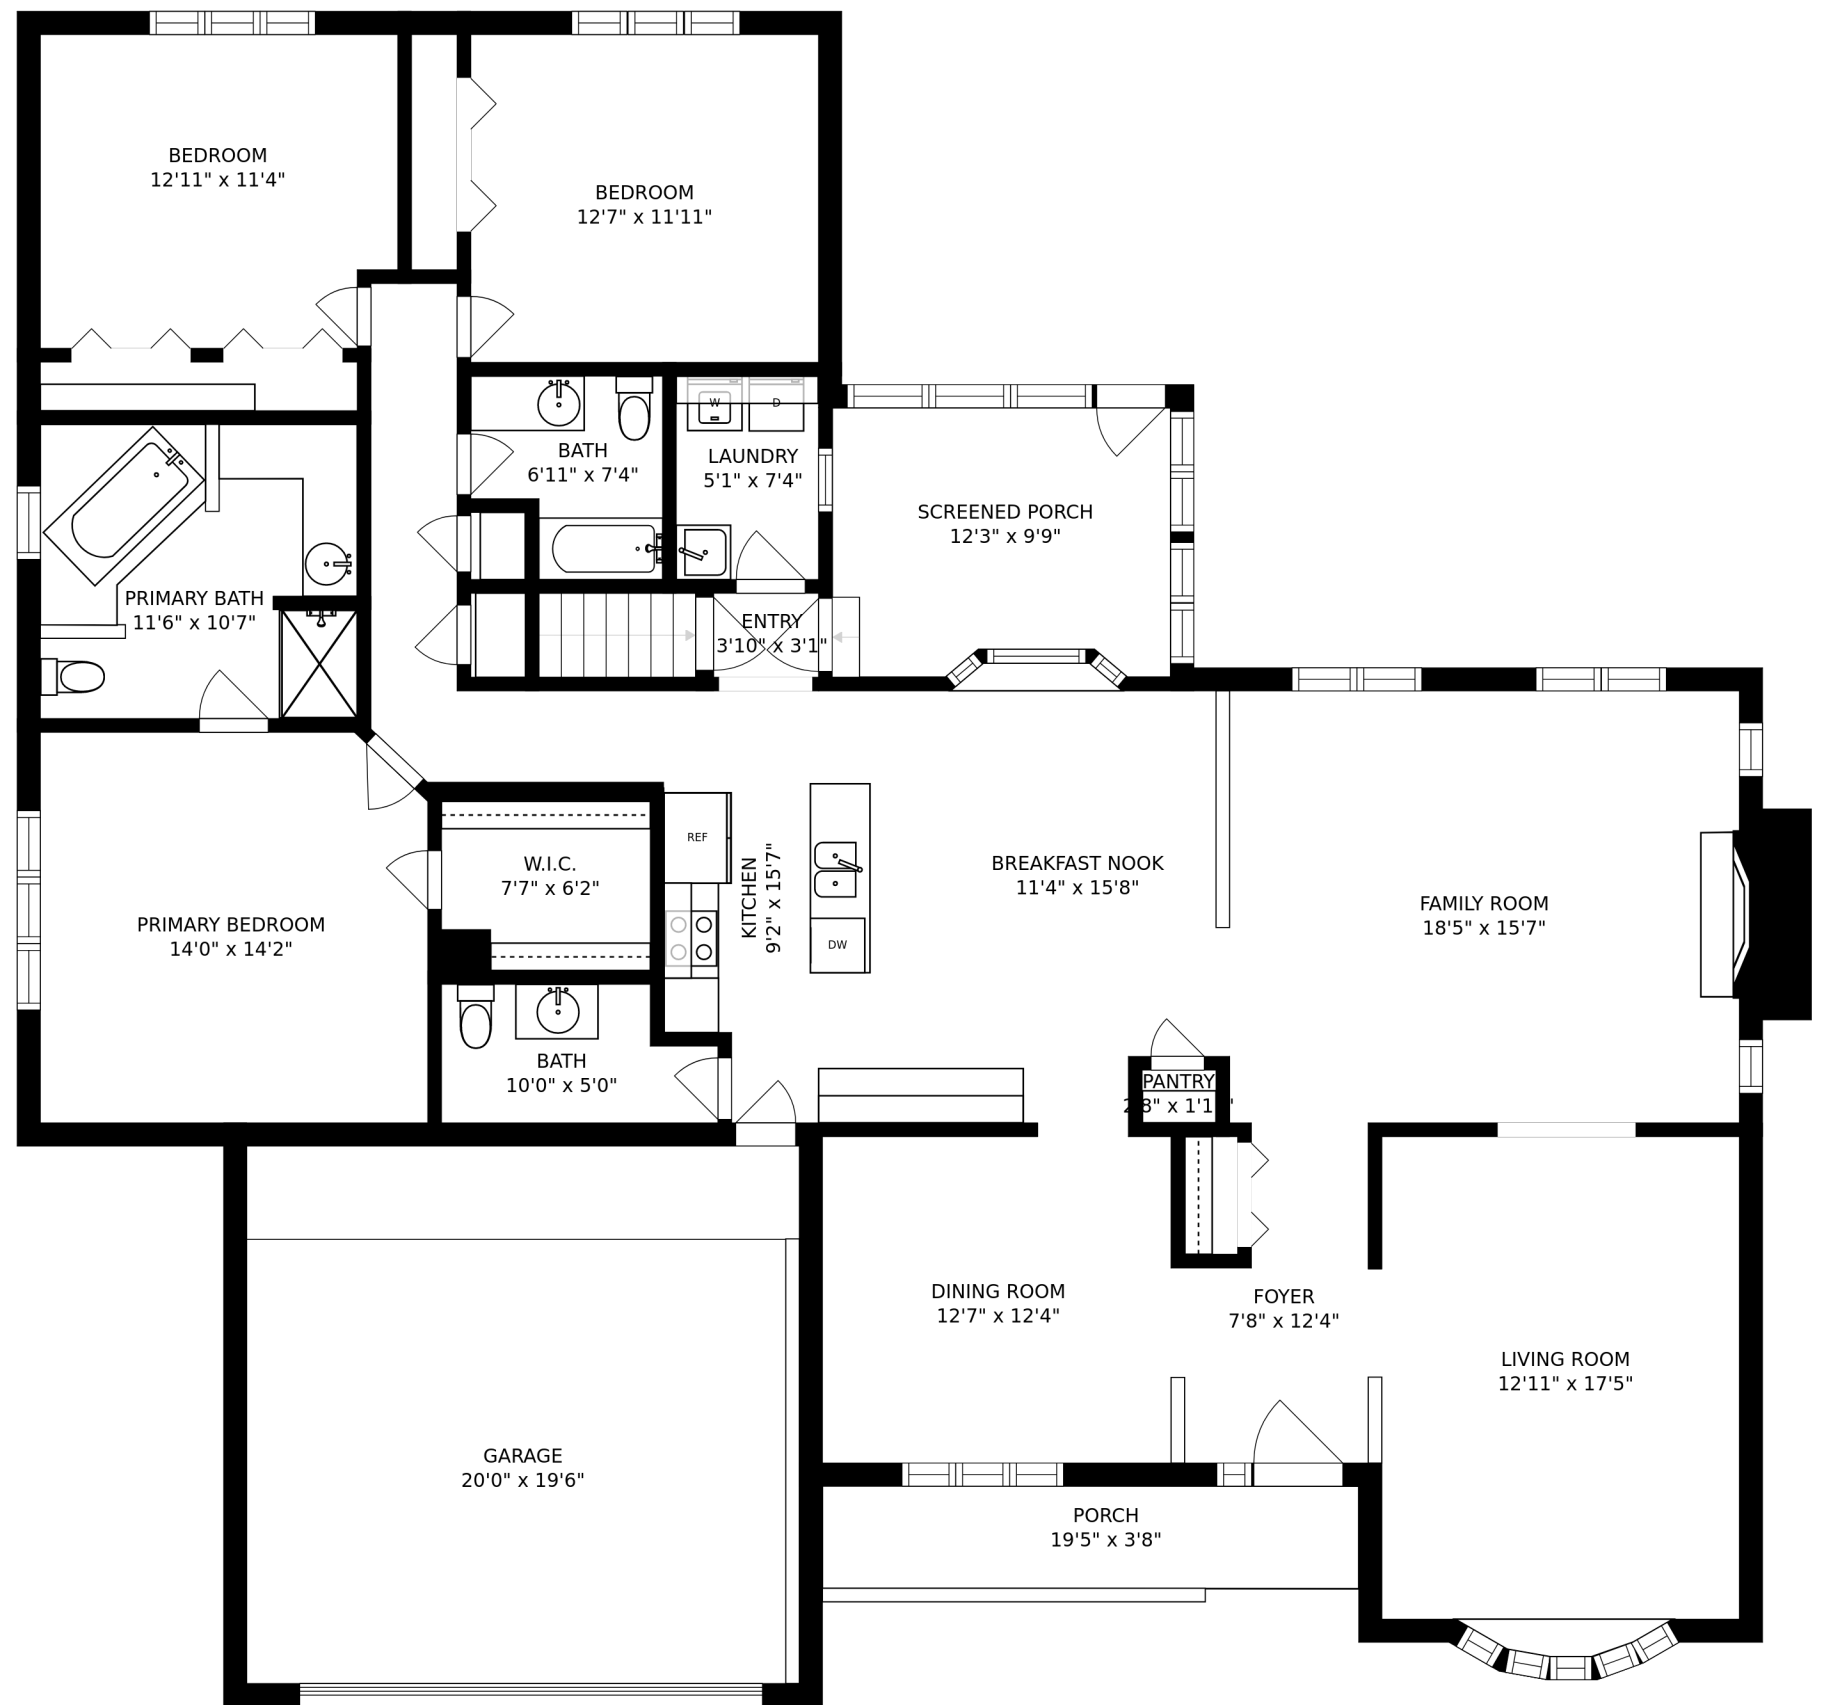 BEDROOM
12'11" x 11'4"
BEDROOM
12'7" x 11'11"
W
D
BATH
6'11" x 7'4"
LAUNDRY
5'1" x 7'4"
SCREENED PORCH
12'3" x 9'9"
PRIMARY BATH
11'6" x 10'7"
ENTRY
3'10" x 3'1"
REF
W.I.C.
7'7" x 6'2"
KITCHEN
9'2" x 15'7"
BREAKFAST NOOK
11'4" x 15'8"
FAMILY ROOM
18'5" x 15'7"
PRIMARY BEDROOM
14'0" x 14'2"
DW
BATH
10'0" x 5'0"
PANTRY
x
DINING ROOM
12'7" x 12'4"
FOYER
7'8" x 12'4"
LIVING ROOM
12'11" x 17'5"
GARAGE
20'0" x 19'6"
PORCH
19'5" x 3'8"